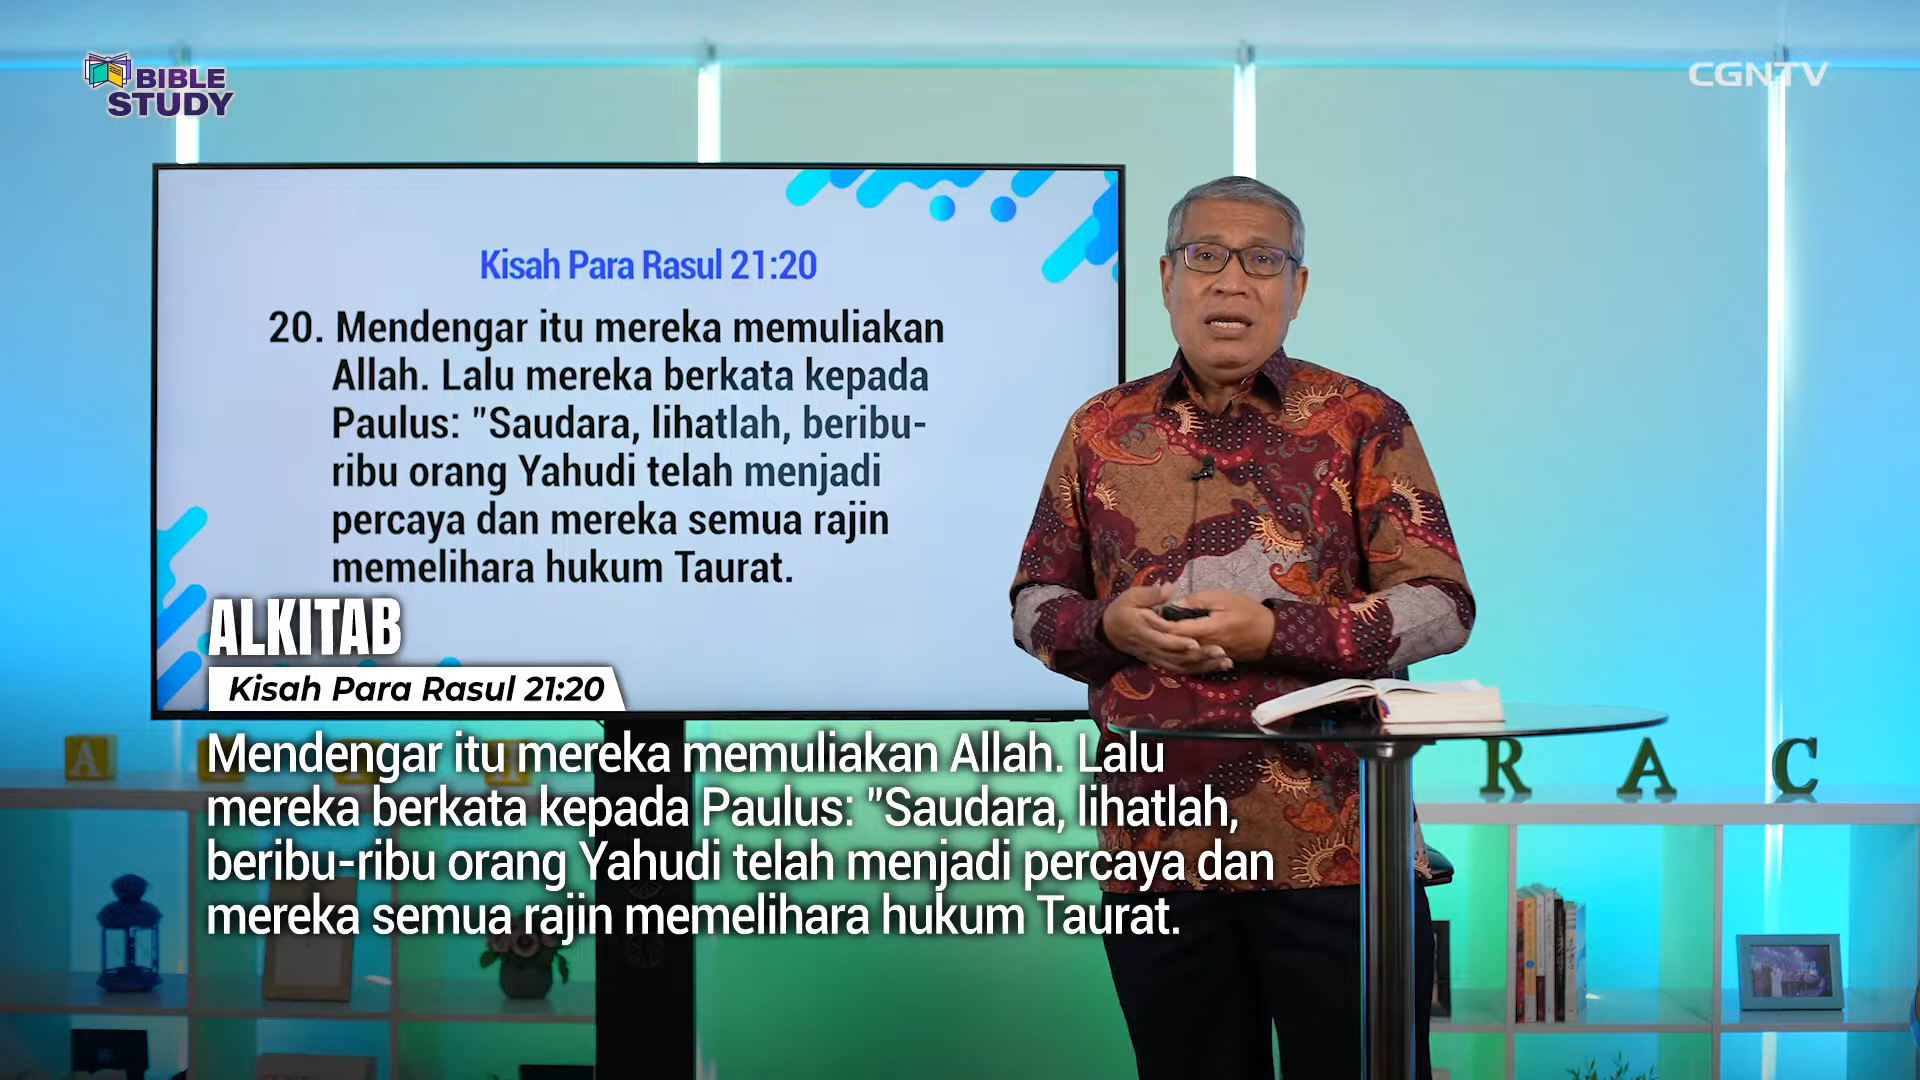 BIBLE
STUDY
CGNTV
Kisah Para Rasul 21:20
20. Mendengar itu mereka memuliakan
Allah. Lalu mereka berkata kepada
Paulus: "Saudara, lihatlah, beribu-
ribu orang Yahudi telah menjadi
percaya dan mereka semua rajin
memelihara hukum Taurat.
ALKITAB
Kisah Para Rasul 21:20
Mendengar itu mereka memuliakan Allah. Lalu
mereka berkata kepada Paulus: "Saudara, lihatlah,
beribu-ribu orang Yahudi telah menjadi percaya dan
mereka semua rajin memelihara hukum Taurat.
A
R A C